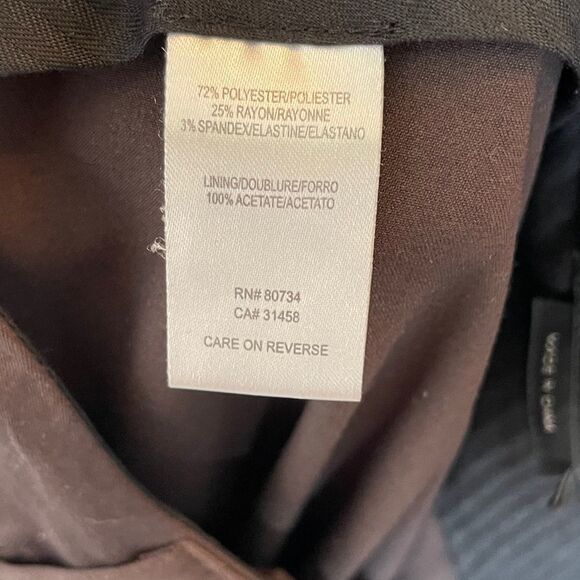 72% POLYESTER/POLIESTER
25% RAYON/RAYONNE
3% SPANDEX/ELASTINE/ELASTANO
LINING/DOUBLURE/FORRO
100% ACETATE/ACETATO
RN# 80734
CA# 31458
CARE ON REVERSE